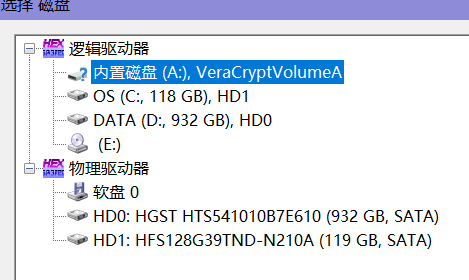 选择 磁盘
逻辑驱动器
内置磁盘 (A:), VeraCryptVolumeA
OS (C:, 118 GB), HD1
DATA (D:, 932 GB), HD0
(E:)
物理驱动器
软盘 0
HD0: HGST HTS541010B7E610 (932 GB, SATA)
HD1: HFS128G39TND-N210A (119 GB, SATA)